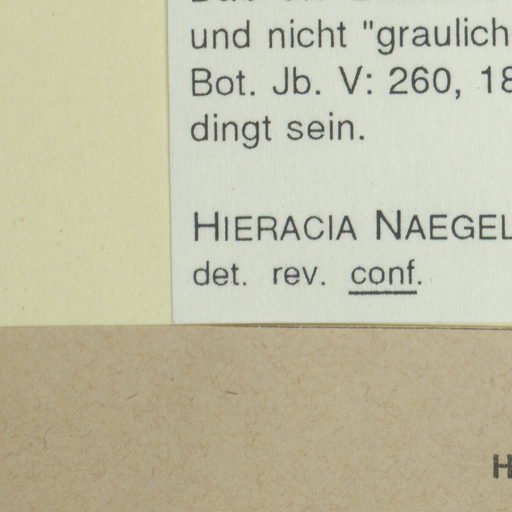 und nicht "graulich
Bot. Jb. V: 260, 18
dingt sein.
HIERACIA NAEGEL
det. rev. conf.
H